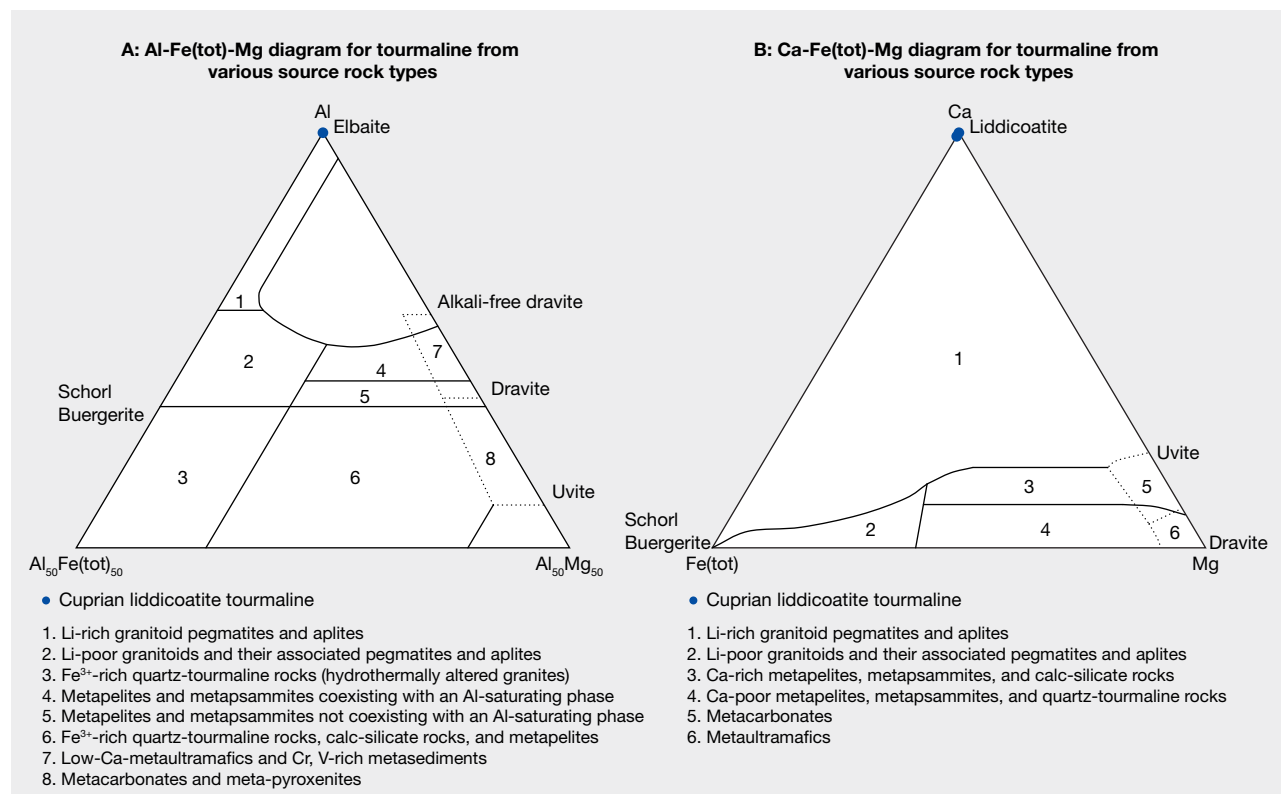 A: Al-Fe(tot)-Mg diagram for tourmaline from
various source rock types
Al
Elbaite
1
Alkali-free dravite
2
7
4
Schorl
Buergerite
Dravite
5
3
6
8
Uvite
Al₅₀Fe(tot)₅₀
Al₅₀Mg₅₀
• Cuprian liddicoatite tourmaline
1. Li-rich granitoid pegmatites and aplites
2. Li-poor granitoids and their associated pegmatites and aplites
3. Fe³⁺-rich quartz-tourmaline rocks (hydrothermally altered granites)
4. Metapelites and metapsammites coexisting with an Al-saturating phase
5. Metapelites and metapsammites not coexisting with an Al-saturating phase
6. Fe³⁺-rich quartz-tourmaline rocks, calc-silicate rocks, and metapelites
7. Low-Ca-metaultramafics and Cr, V-rich metasediments
8. Metacarbonates and meta-pyroxenites
B: Ca-Fe(tot)-Mg diagram for tourmaline from
various source rock types
Ca
Liddicoatite
1
Uvite
3
5
Schorl
Buergerite
2
4
6
Dravite
Fe(tot)
Mg
• Cuprian liddicoatite tourmaline
1. Li-rich granitoid pegmatites and aplites
2. Li-poor granitoids and their associated pegmatites and aplites
3. Ca-rich metapelites, metapsammites, and calc-silicate rocks
4. Ca-poor metapelites, metapsammites, and quartz-tourmaline rocks
5. Metacarbonates
6. Metaultramafics